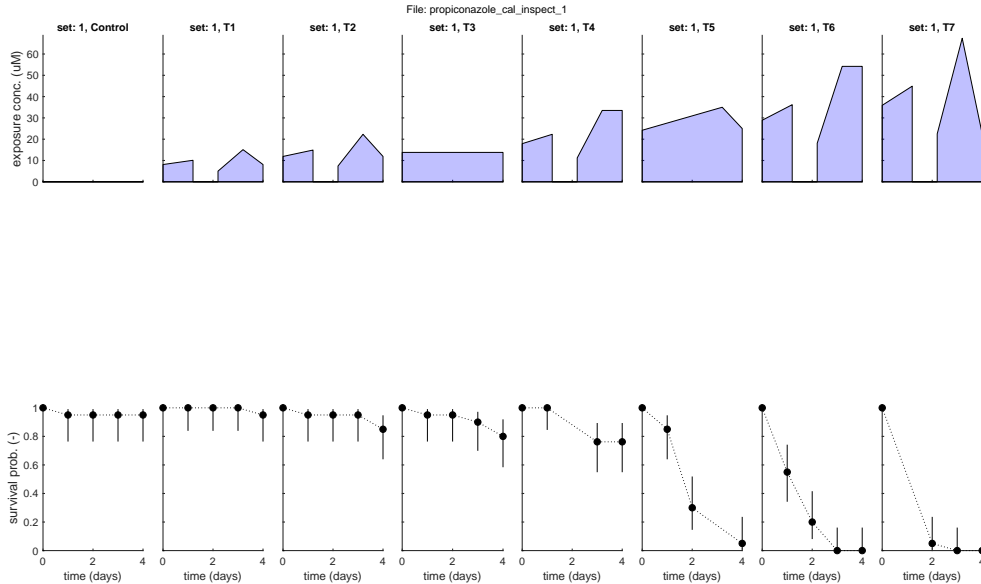 File: propiconazole_cal_inspect_1
set: 1, Control
set: 1, T1
set: 1, T2
set: 1, T3
set: 1, T4
set: 1, T5
set: 1, T6
set: 1, T7
exposure conc. (uM)
60
50
40
30
20
10
0
survival prob. (-)
1
0.8
0.6
0.4
0.2
0
0 2 4
0 2 4
0 2 4
0 2 4
0 2 4
0 2 4
0 2 4
0 2 4
time (days)
time (days)
time (days)
time (days)
time (days)
time (days)
time (days)
time (days)